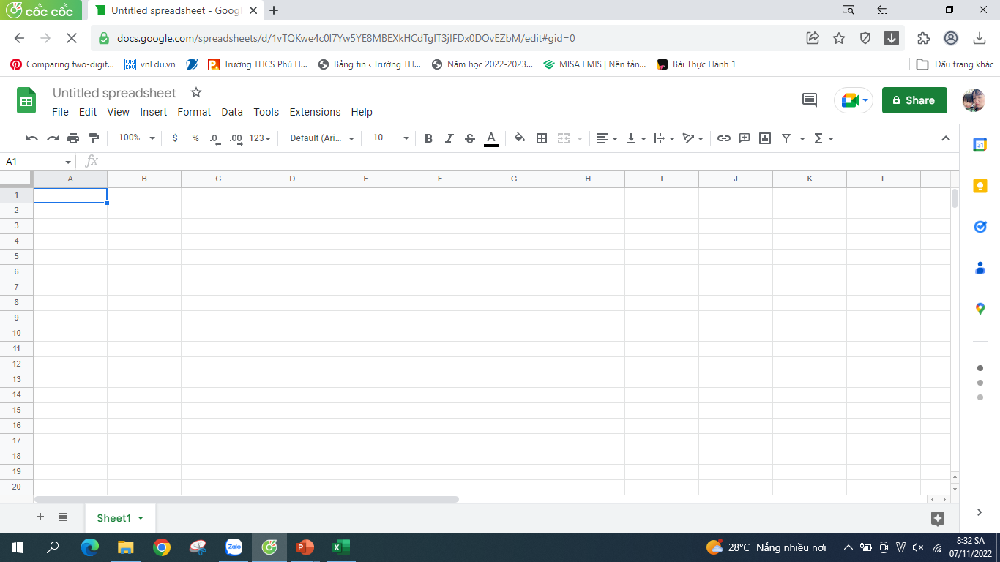 cốc cốc
Untitled spreadsheet - Goog
docs.google.com/spreadsheets/d/1vTQKwe4c0I7Yw5YE8MBEXkHCdTgIT3jIFDx0DOvEZbM/edit#gid=0
Comparing two-digit... vnEdu.vn Trường THCS Phú H... Bảng tin ‹ Trường TH... Năm học 2022-2023... MISA EMIS | Nền tản... Bài Thực Hành 1 Dấu trang khác
Untitled spreadsheet
File Edit View Insert Format Data Tools Extensions Help
Share
100% $ % .0 .00 123 Default (Ari... 10 B I S A Σ
31
A1 fx
A B C D E F G H I J K L
1
2
3
4
5
6
7
8
9
10
11
12
13
14
15
16
17
18
19
20
+ Sheet1
Zalo P X 28°C Nắng nhiều nơi V 8:32 SA
07/11/2022